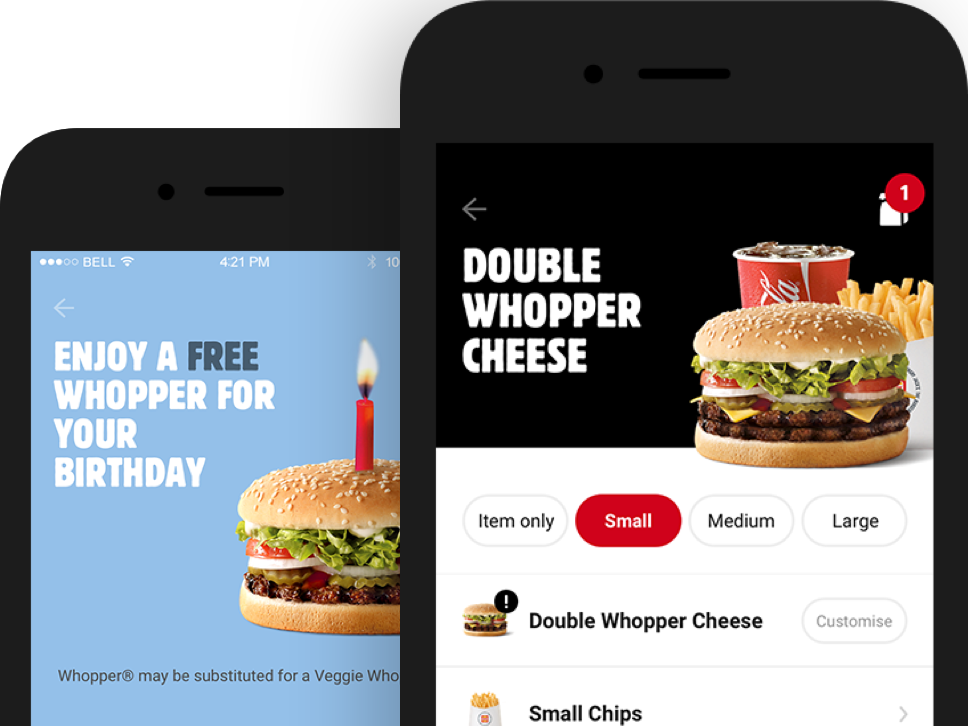 BELL
4:21 PM
10
ENJOY A FREE
WHOPPER FOR
YOUR
BIRTHDAY
Whopper® may be substituted for a Veggie Who
1
DOUBLE
WHOPPER
CHEESE
Item only
Small
Medium
Large
!
Double Whopper Cheese
Customise
Small Chips